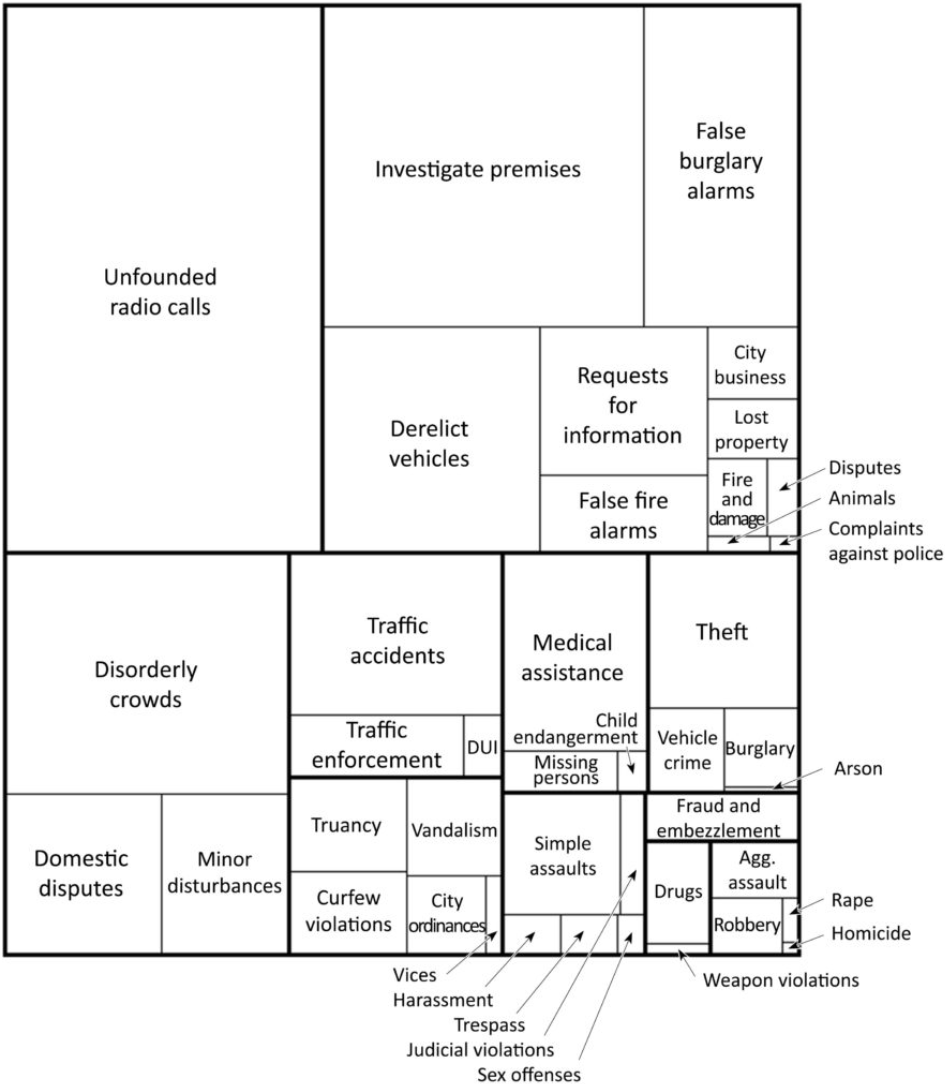 Unfounded
radio calls
Investigate premises
False
burglary
alarms
Derelict
vehicles
Requests
for
information
False fire
alarms
City
business
Lost
property
Fire
and
damage
Disputes
Animals
Complaints
against police
Disorderly
crowds
Domestic
disputes
Minor
disturbances
Traffic
accidents
Traffic
enforcement
DUI
Truancy
Vandalism
Curfew
violations
City
ordinances
Medical
assistance
Child
endangerment
Missing
persons
Theft
Vehicle
crime
Burglary
Arson
Simple
assaults
Fraud and
embezzlement
Drugs
Agg.
assault
Robbery
Rape
Homicide
Weapon violations
Vices
Harassment
Trespass
Judicial violations
Sex offenses